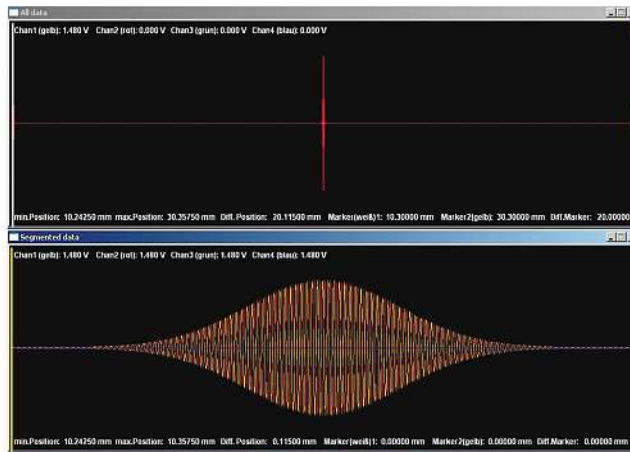 All data
Chan1 (gelb): 1.480 V Chan2 (rot): 0.000 V Chan3 (grün): 0.000 V Chan4 (blau): 0.000 V
min.Position: 10.24250 mm max.Position: 30.35750 mm Diff. Position: 20.11500 mm Marker(weiß)1: 10.30000 mm Marker2(gelb): 30.30000 mm Diff.Marker: 20.00000
Segmented data
Chan1 (gelb): 1.480 V Chan2 (rot): 1.480 V Chan3 (grün): 1.480 V Chan4 (blau): 1.480 V
min.Position: 10.24250 mm max.Position: 10.35750 mm Diff. Position: 0.11500 mm Marker(weiß)1: 0.00000 mm Marker2(gelb): 0.00000 mm Diff.Marker: 0.00000 mm